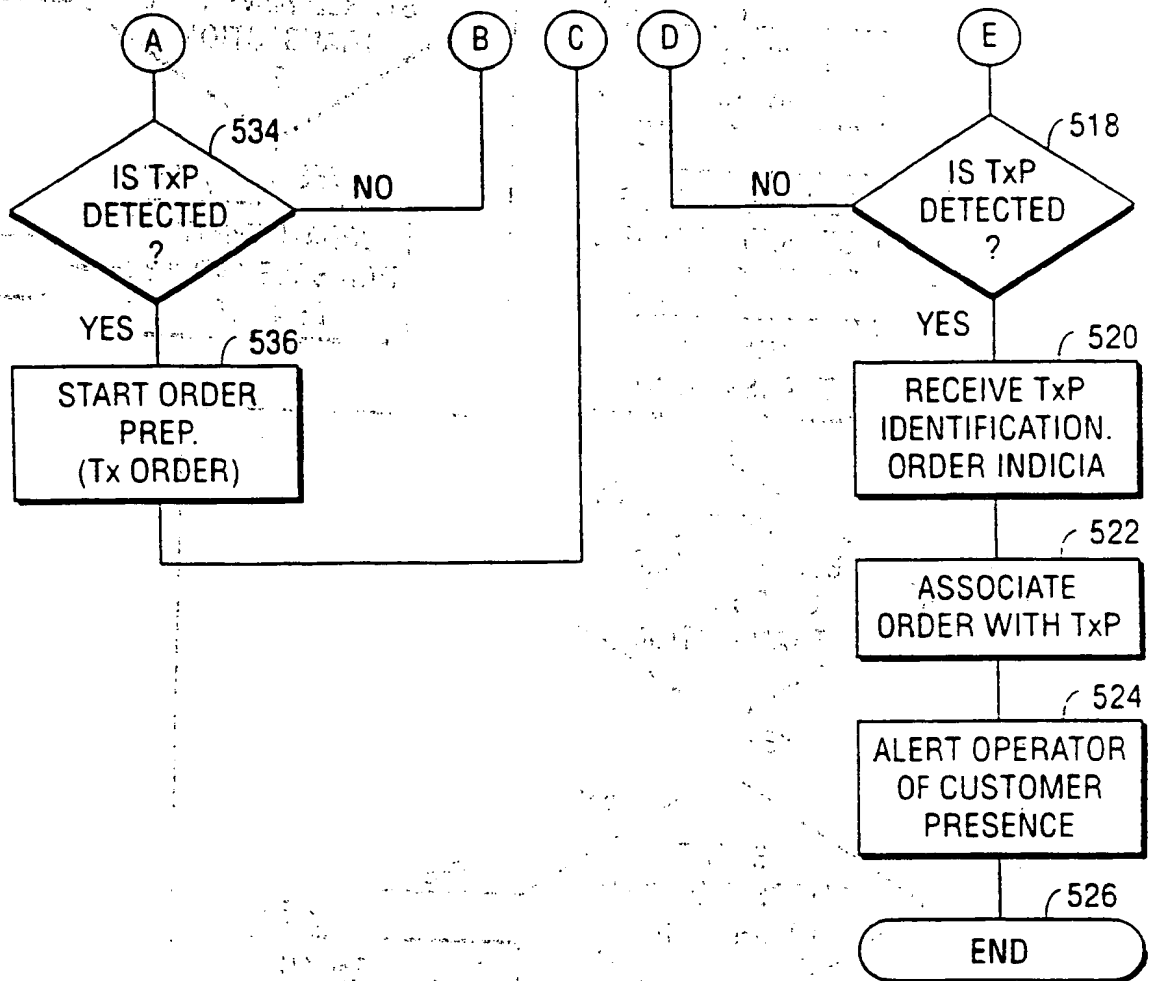 A
B
C
D
E
534
IS TxP
DETECTED
?
NO
YES
536
START ORDER
PREP.
(Tx ORDER)
518
IS TxP
DETECTED
?
NO
YES
520
RECEIVE TxP
IDENTIFICATION.
ORDER INDICIA
522
ASSOCIATE
ORDER WITH TxP
524
ALERT OPERATOR
OF CUSTOMER
PRESENCE
526
END